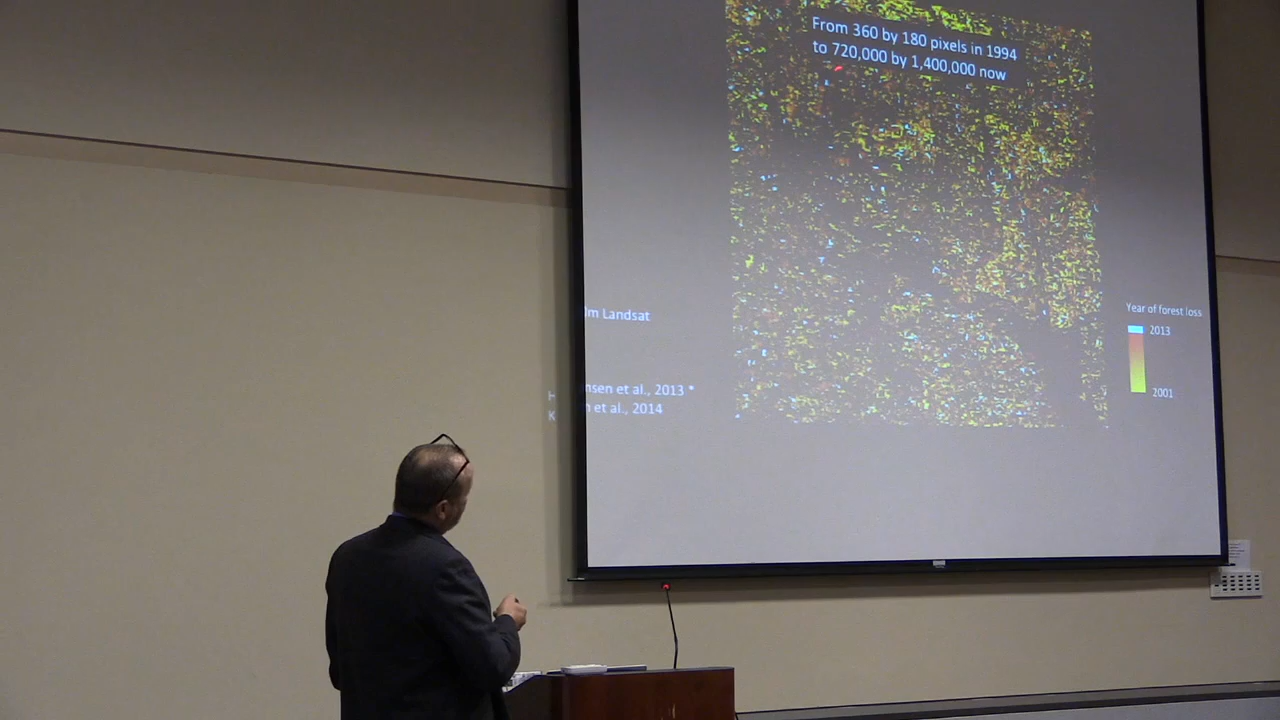 From 360 by 180 pixels in 1994
to 720,000 by 1,400,000 now
m Landsat
Year of forest loss
2013
2001
H nsen et al., 2013 *
K n et al., 2014